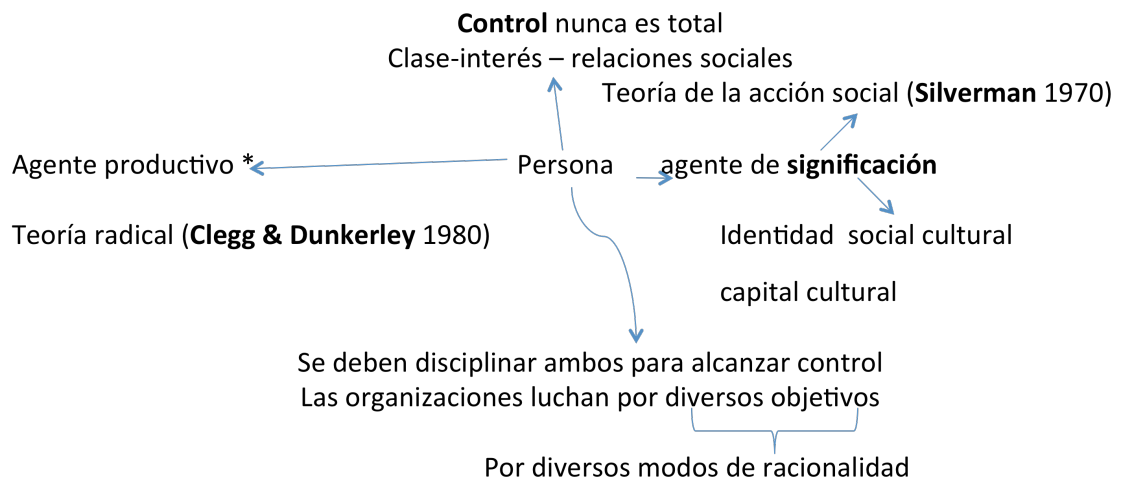 Control nunca es total
Clase-interés – relaciones sociales
Teoría de la acción social (Silverman 1970)
Agente productivo *
Persona
agente de significación
Teoría radical (Clegg & Dunkerley 1980)
Identidad social cultural
capital cultural
Se deben disciplinar ambos para alcanzar control
Las organizaciones luchan por diversos objetivos
Por diversos modos de racionalidad